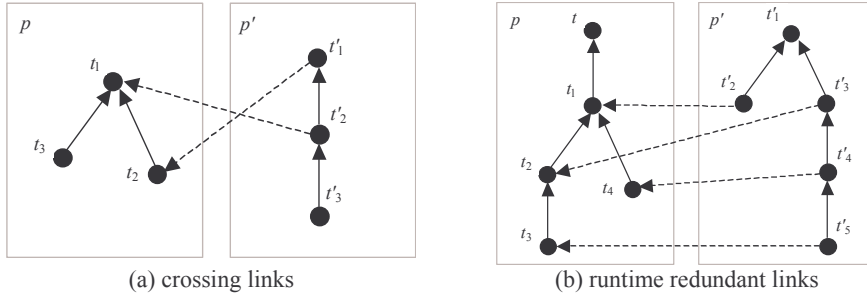 p
p'
t1
t2
t3
t'1
t'2
t'3
(a) crossing links
p
p'
t
t1
t2
t3
t4
t'1
t'2
t'3
t'4
t'5
(b) runtime redundant links